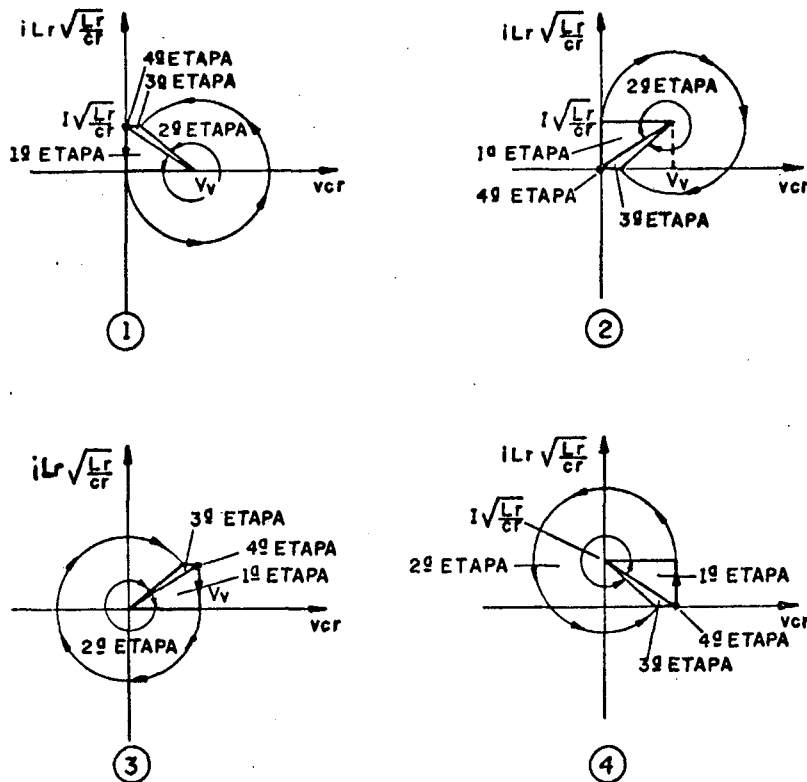 iLr√Lr/cr
4ª ETAPA
3ª ETAPA
I√Lr/cr
2ª ETAPA
1ª ETAPA
Vv
vcr
1
iLr√Lr/cr
2ª ETAPA
I√Lr/cr
1ª ETAPA
Vv
vcr
4ª ETAPA
3ª ETAPA
2
iLr√Lr/cr
3ª ETAPA
4ª ETAPA
1ª ETAPA
Vv
vcr
2ª ETAPA
3
iLr√Lr/cr
I√Lr/cr
2ª ETAPA
1ª ETAPA
vcr
4ª ETAPA
3ª ETAPA
4